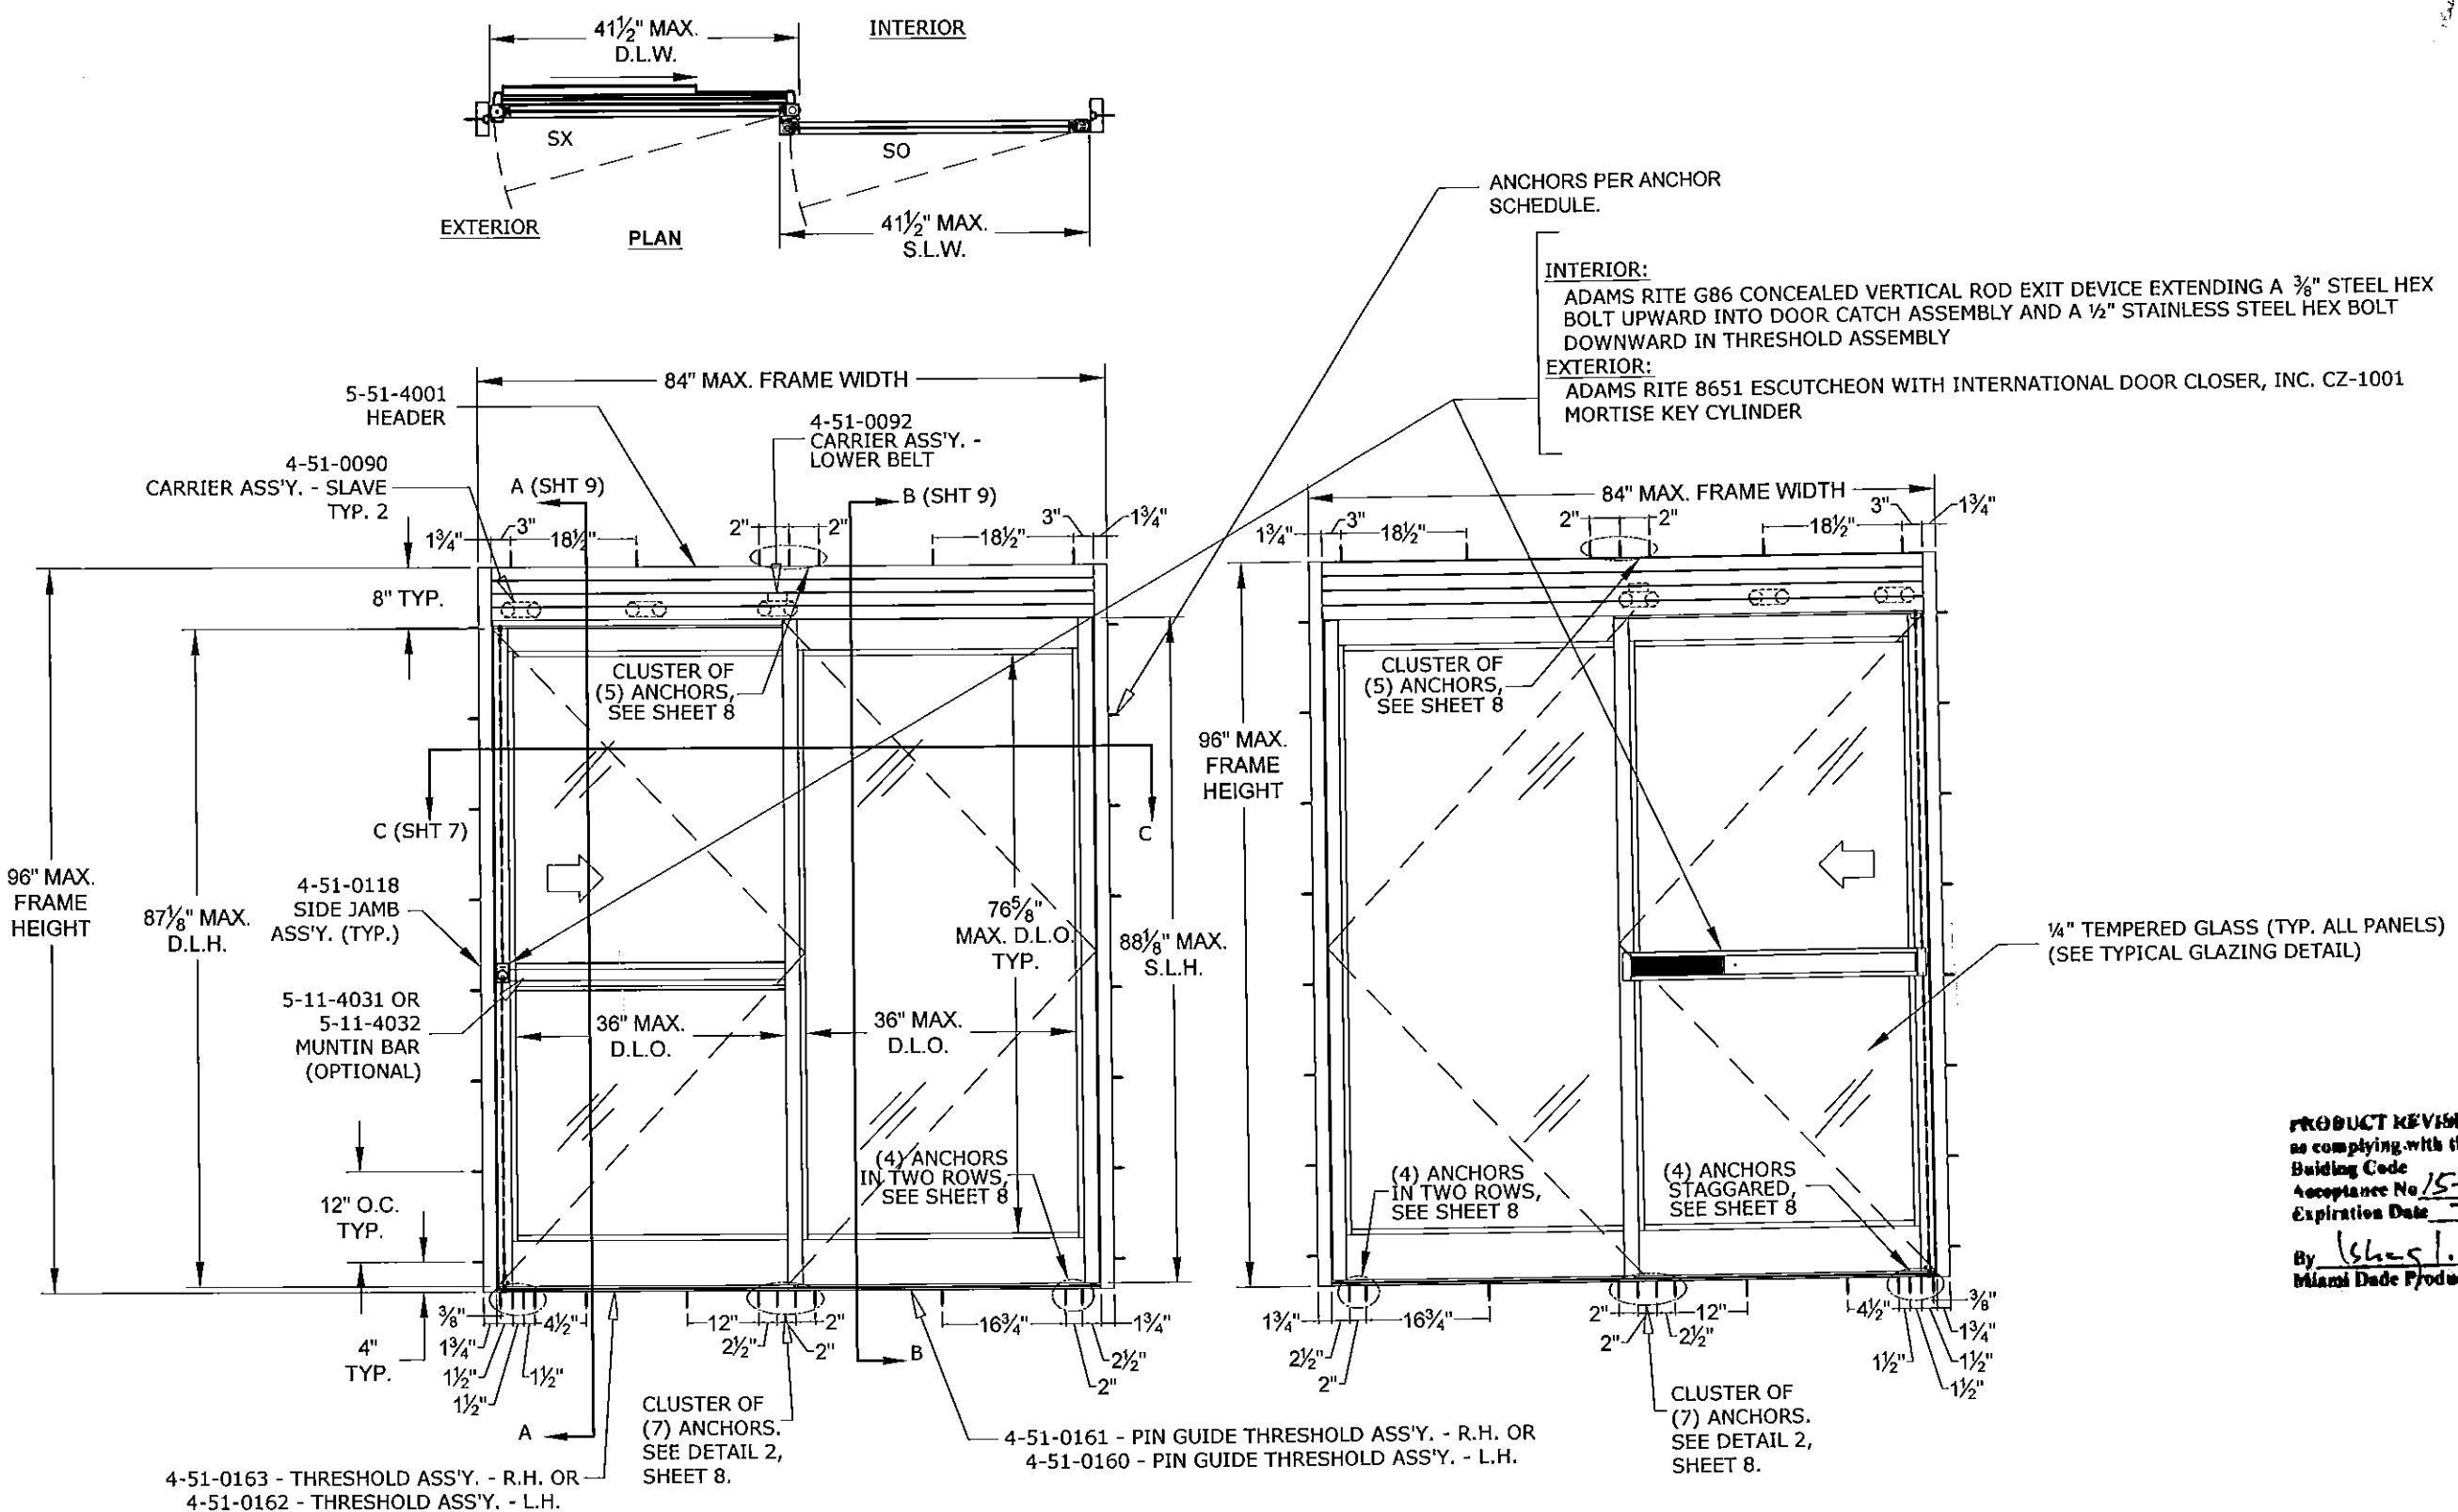 41½" MAX.
D.L.W.
INTERIOR
SX
SO
EXTERIOR
PLAN
41½" MAX.
S.L.W.
ANCHORS PER ANCHOR
SCHEDULE.
INTERIOR:
ADAMS RITE G86 CONCEALED VERTICAL ROD EXIT DEVICE EXTENDING A ⅜" STEEL HEX
BOLT UPWARD INTO DOOR CATCH ASSEMBLY AND A ½" STAINLESS STEEL HEX BOLT
DOWNWARD IN THRESHOLD ASSEMBLY
EXTERIOR:
ADAMS RITE 8651 ESCUTCHEON WITH INTERNATIONAL DOOR CLOSER, INC. CZ-1001
MORTISE KEY CYLINDER
84" MAX. FRAME WIDTH
5-51-4001
HEADER
4-51-0092
CARRIER ASS'Y. -
LOWER BELT
4-51-0090
CARRIER ASS'Y. - SLAVE
TYP. 2
A (SHT 9)
B (SHT 9)
1¾"
3"
18½"
2"
2"
18½"
3"
1¾"
8" TYP.
CLUSTER OF
(5) ANCHORS,
SEE SHEET 8
C (SHT 7)
C
96" MAX.
FRAME
HEIGHT
87⅛" MAX.
D.L.H.
4-51-0118
SIDE JAMB
ASS'Y. (TYP.)
76⅝"
MAX. D.L.O.
TYP.
88⅛" MAX.
S.L.H.
5-11-4031 OR
5-11-4032
MUNTIN BAR
(OPTIONAL)
36" MAX.
D.L.O.
36" MAX.
D.L.O.
(4) ANCHORS
IN TWO ROWS,
SEE SHEET 8
12" O.C.
TYP.
4"
TYP.
⅜"
1¾"
1½"
1½"
1½"
4½"
12"
2½"
2"
2"
16¾"
1¾"
2½"
2"
A
B
CLUSTER OF
(7) ANCHORS.
SEE DETAIL 2,
SHEET 8.
4-51-0163 - THRESHOLD ASS'Y. - R.H. OR
4-51-0162 - THRESHOLD ASS'Y. - L.H.
4-51-0161 - PIN GUIDE THRESHOLD ASS'Y. - R.H. OR
4-51-0160 - PIN GUIDE THRESHOLD ASS'Y. - L.H.
84" MAX. FRAME WIDTH
1¾"
3"
18½"
2"
2"
18½"
3"
1¾"
CLUSTER OF
(5) ANCHORS,
SEE SHEET 8
96" MAX.
FRAME
HEIGHT
¼" TEMPERED GLASS (TYP. ALL PANELS)
(SEE TYPICAL GLAZING DETAIL)
(4) ANCHORS
IN TWO ROWS,
SEE SHEET 8
(4) ANCHORS
STAGGARED,
SEE SHEET 8
1¾"
2½"
2"
16¾"
2"
2"
2½"
12"
4½"
⅜"
1¾"
1½"
1½"
1½"
CLUSTER OF
(7) ANCHORS.
SEE DETAIL 2,
SHEET 8.
PRODUCT
as complying with
Building Code
Acceptance No 15-
Expiration Date
By
Miami Dade